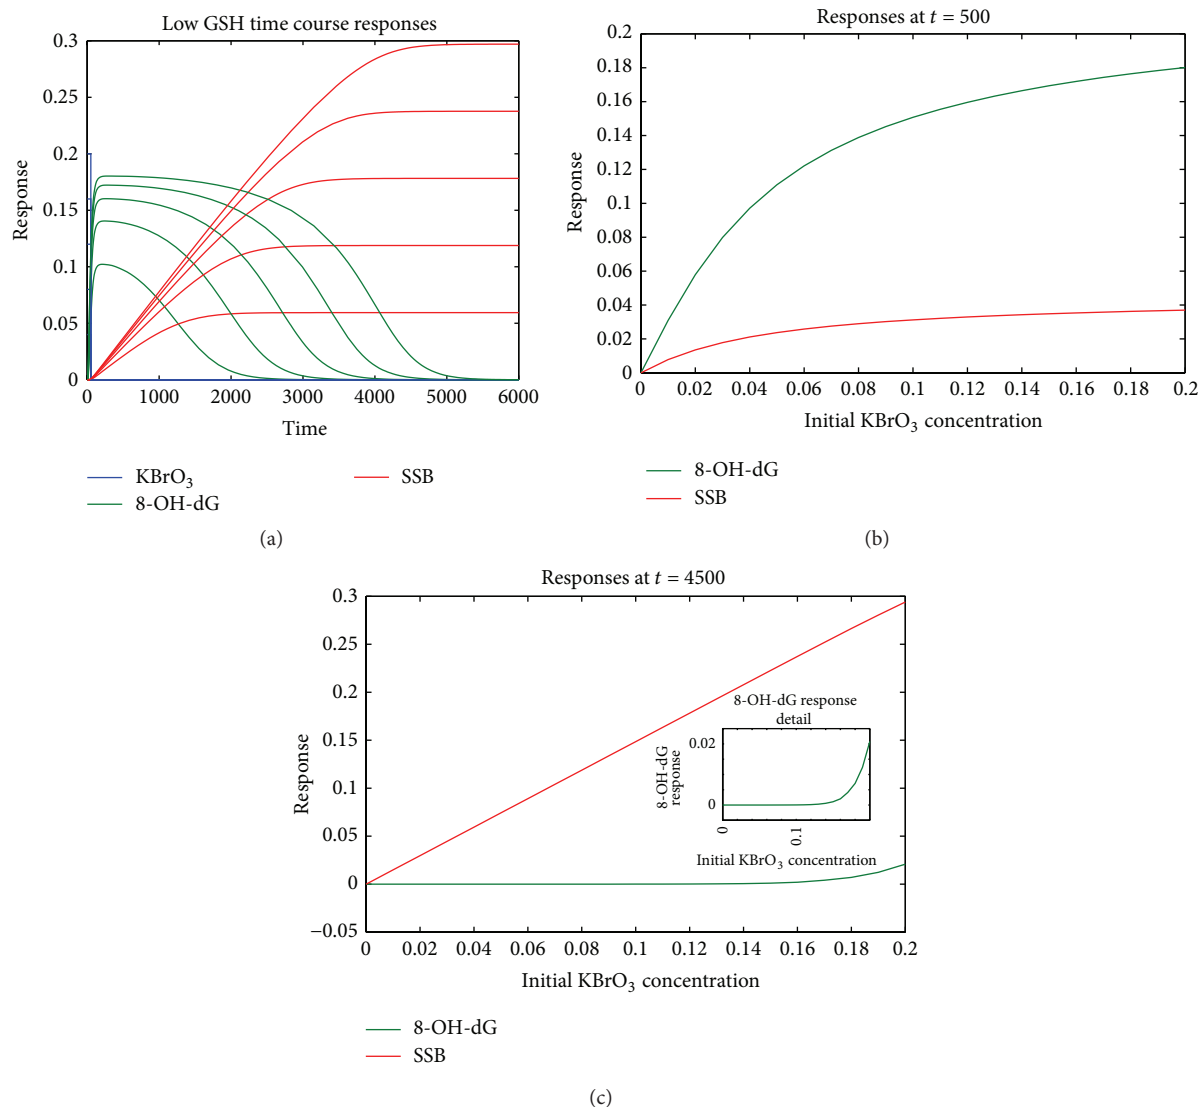 Low GSH time course responses
0.3
0.25
0.2
0.15
0.1
0.05
0
Response
0 1000 2000 3000 4000 5000 6000
Time
KBrO₃
8-OH-dG
SSB
(a)
Responses at t = 500
0.2
0.18
0.16
0.14
0.12
0.1
0.08
0.06
0.04
0.02
0
Response
0 0.02 0.04 0.06 0.08 0.1 0.12 0.14 0.16 0.18 0.2
Initial KBrO₃ concentration
8-OH-dG
SSB
(b)
Responses at t = 4500
0.3
0.25
0.2
0.15
0.1
0.05
0
−0.05
Response
0 0.02 0.04 0.06 0.08 0.1 0.12 0.14 0.16 0.18 0.2
Initial KBrO₃ concentration
8-OH-dG response
detail
0.02
0
8-OH-dG
response
0 0.1
Initial KBrO₃ concentration
8-OH-dG
SSB
(c)